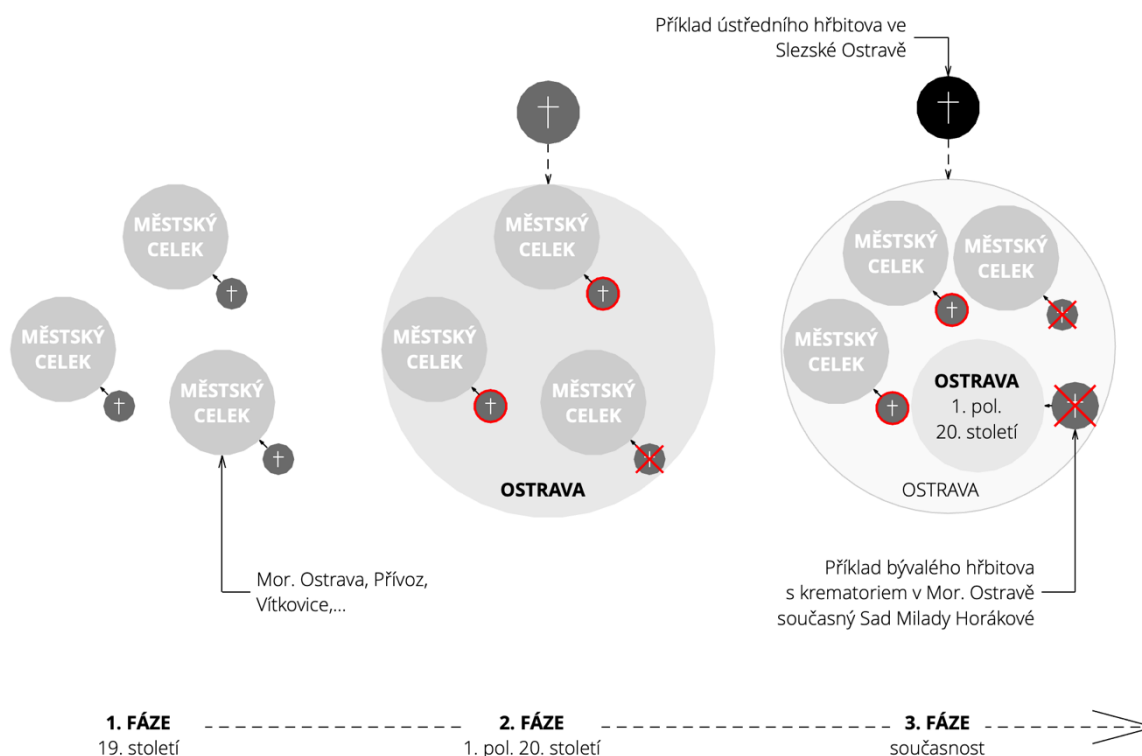 Příklad ústředního hřbitova ve
Slezské Ostravě
MĚSTSKÝ
CELEK
MĚSTSKÝ
CELEK
MĚSTSKÝ
CELEK
Mor. Ostrava, Přívoz,
Vítkovice,...
MĚSTSKÝ
CELEK
MĚSTSKÝ
CELEK
MĚSTSKÝ
CELEK
OSTRAVA
MĚSTSKÝ
CELEK
MĚSTSKÝ
CELEK
MĚSTSKÝ
CELEK
OSTRAVA
1. pol.
20. století
OSTRAVA
Příklad bývalého hřbitova
s krematoriem v Mor. Ostravě
současný Sad Milady Horákové
1. FÁZE
19. století
2. FÁZE
1. pol. 20. století
3. FÁZE
současnost